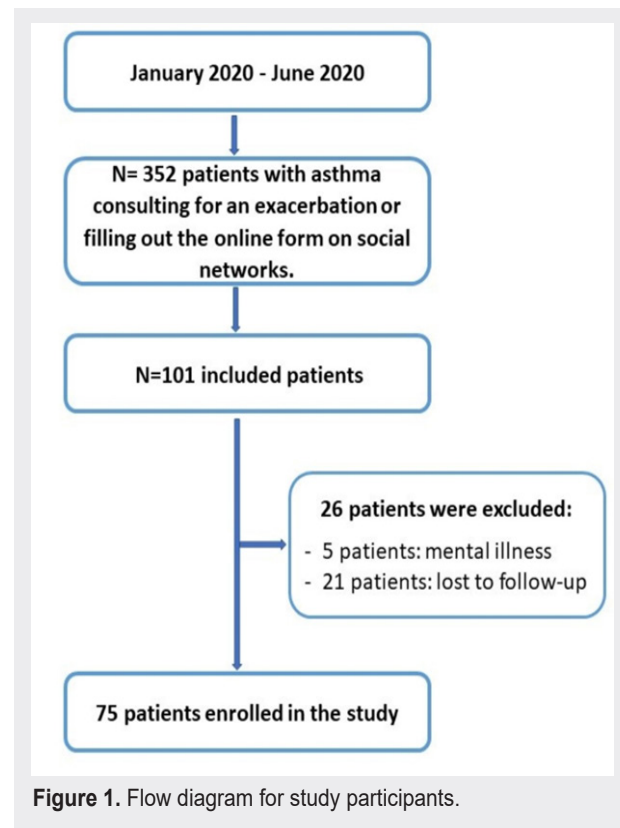 January 2020 - June 2020
N= 352 patients with asthma
consulting for an exacerbation or
filling out the online form on social
networks.
N=101 included patients
26 patients were excluded:
- 5 patients: mental illness
- 21 patients: lost to follow-up
75 patients enrolled in the study
Figure 1. Flow diagram for study participants.